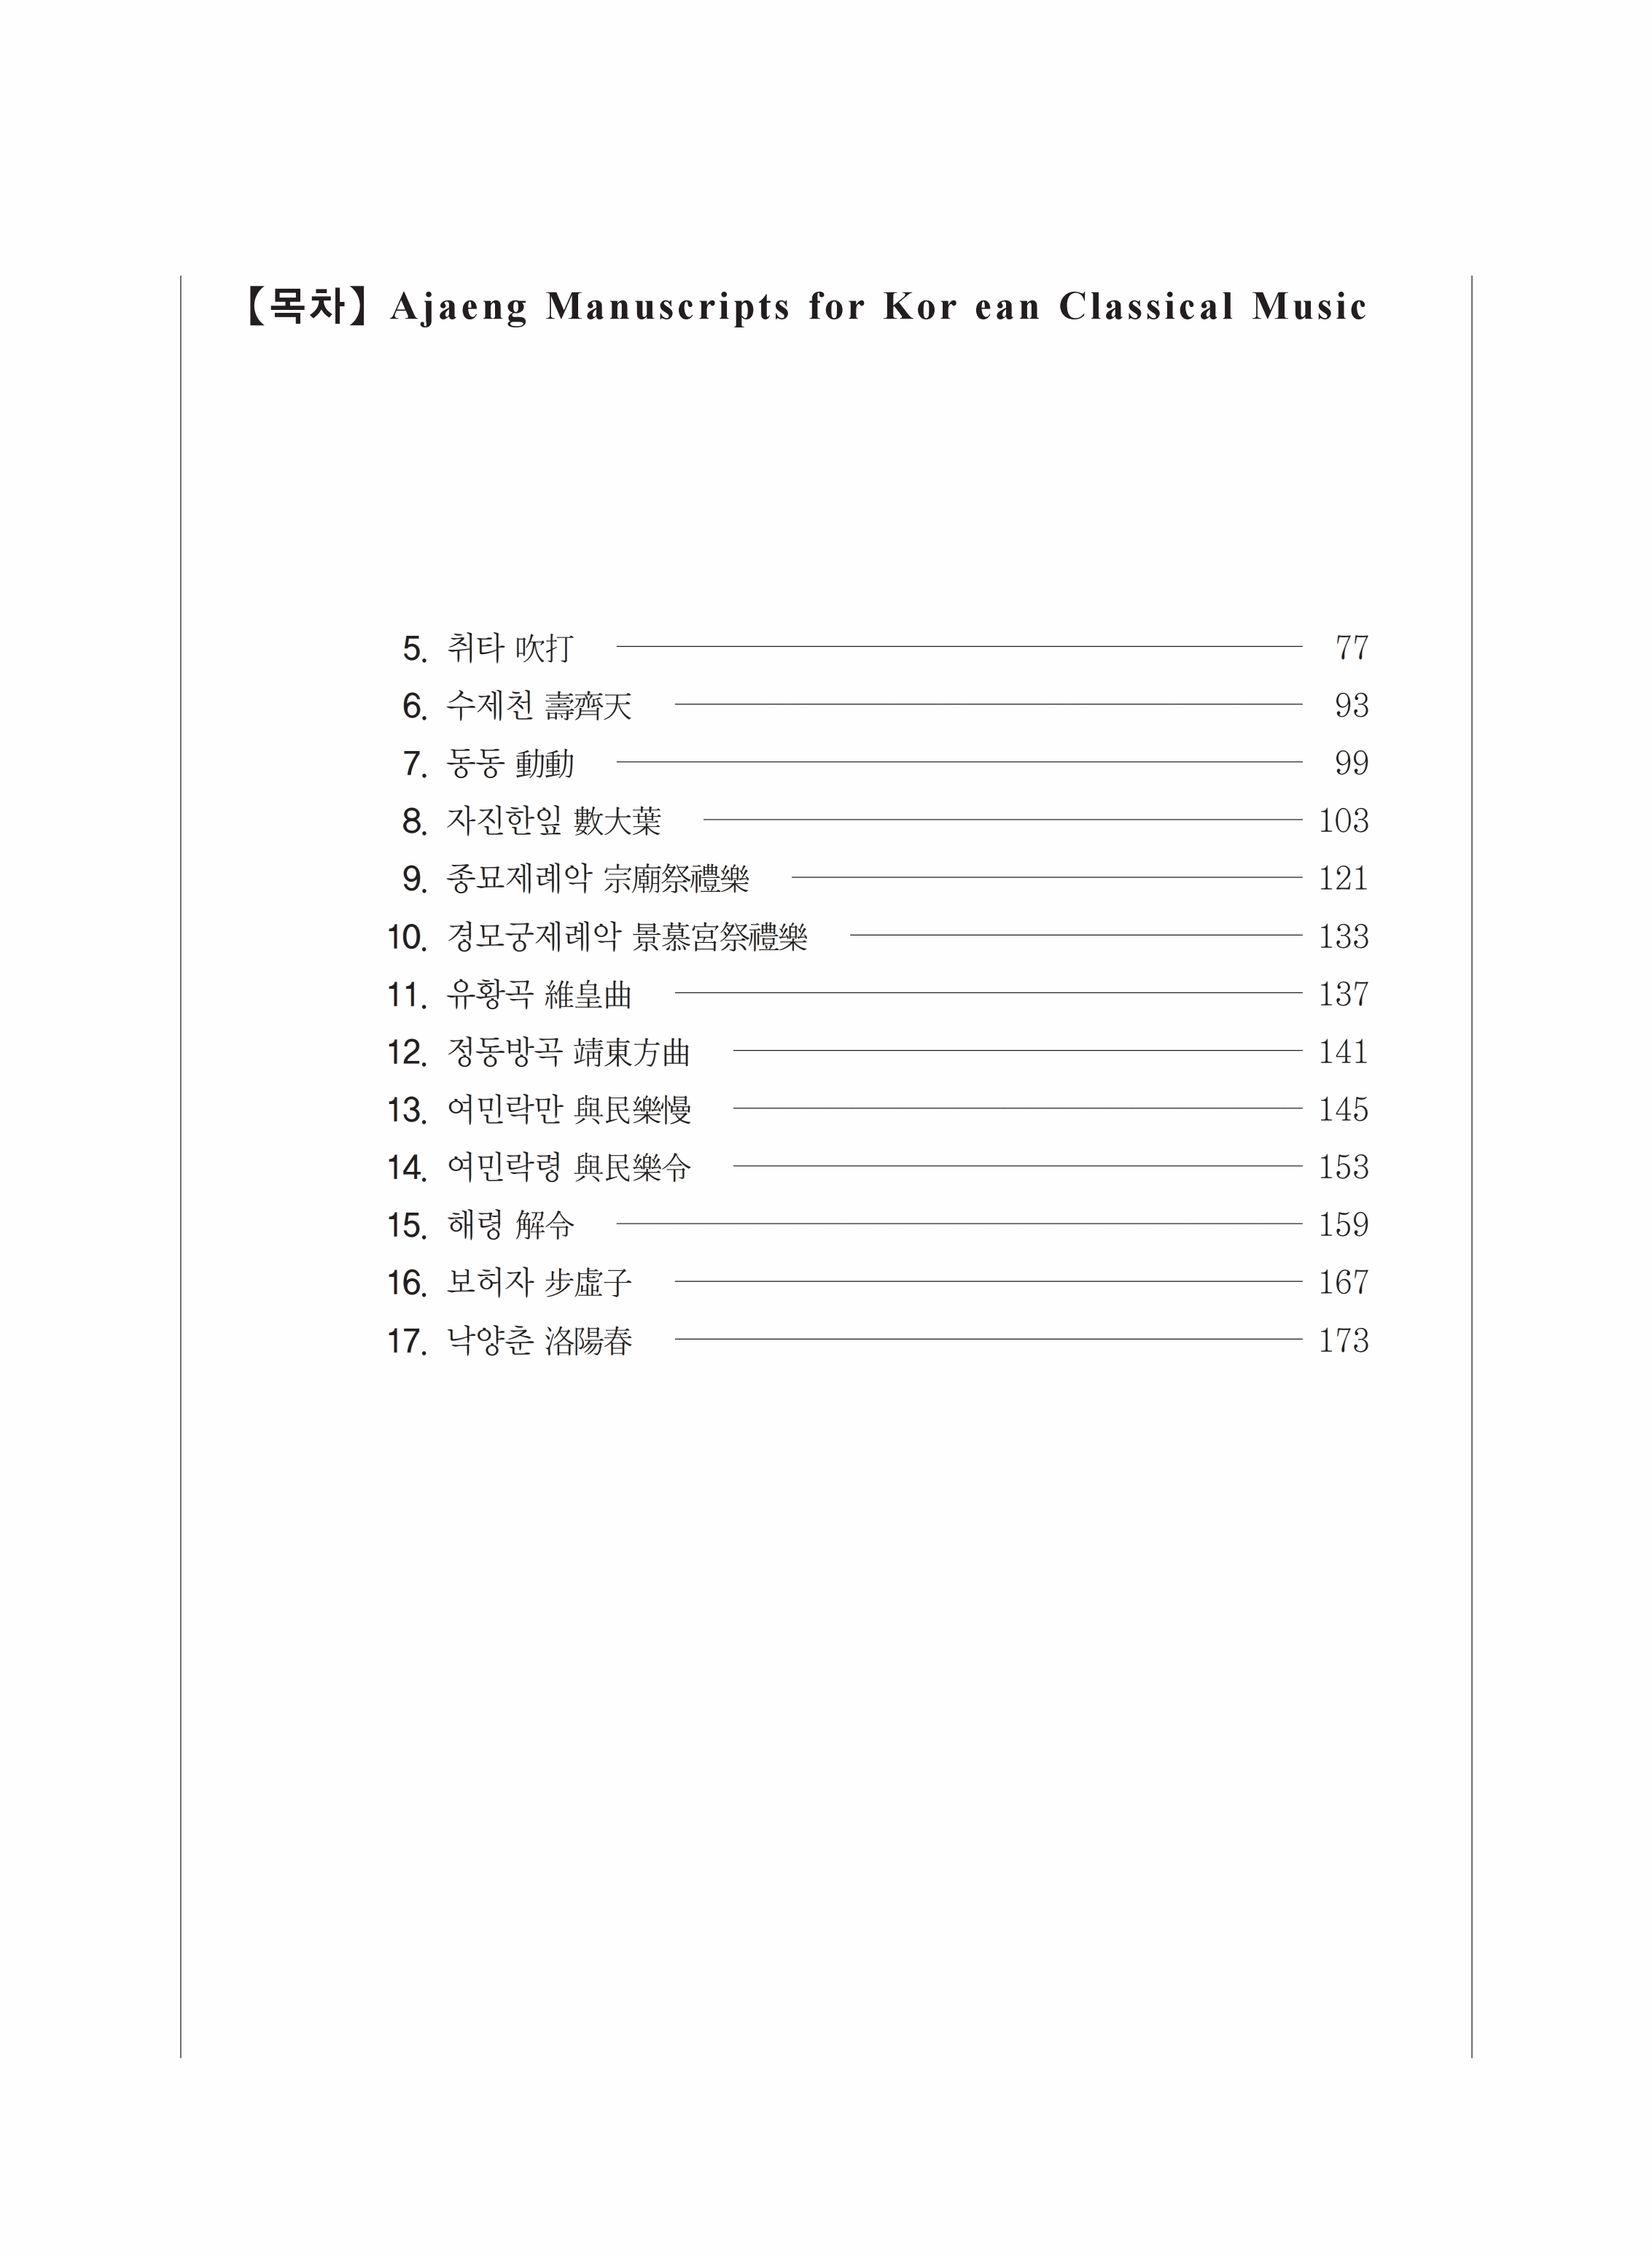 【목차】 Ajaeng Manuscripts for Kor ean Classical Music
5. 취타 吹打 77
6. 수제천 壽齊天 93
7. 동동 動動 99
8. 자진한잎 數大葉 103
9. 종묘제례악 宗廟祭禮樂 121
10. 경모궁제례악 景慕宮祭禮樂 133
11. 유황곡 維皇曲 137
12. 정동방곡 靖東方曲 141
13. 여민락만 與民樂慢 145
14. 여민락령 與民樂令 153
15. 해령 解令 159
16. 보허자 步虛子 167
17. 낙양춘 洛陽春 173